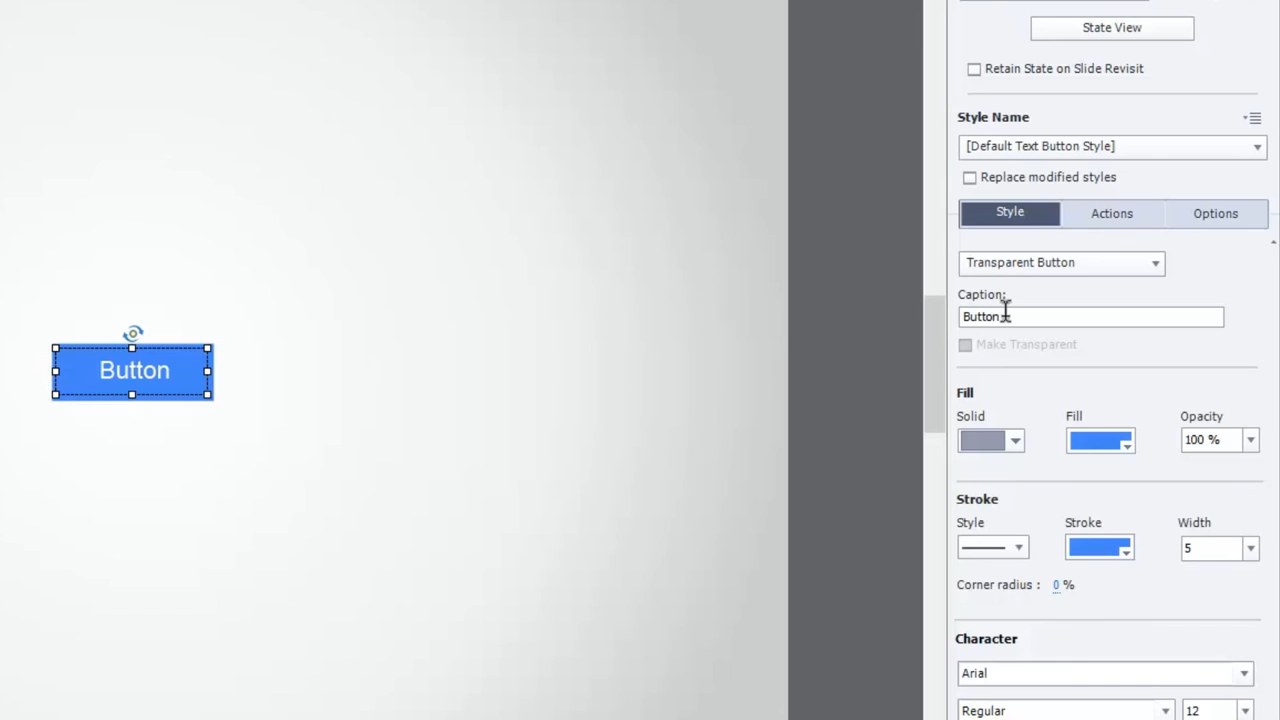 State View
Retain State on Slide Revisit
Style Name
[Default Text Button Style]
Replace modified styles
Style Actions Options
Transparent Button
Caption:
Button
Make Transparent
Button
Fill
Solid Fill Opacity
100 %
Stroke
Style Stroke Width
5
Corner radius : 0 %
Character
Arial
Regular 12